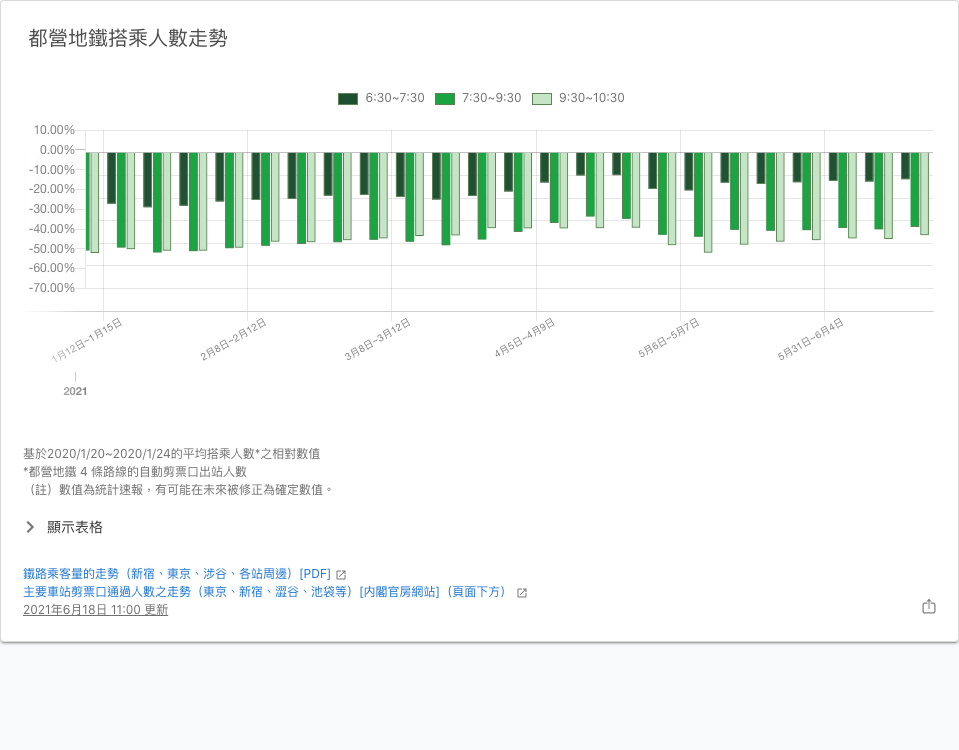 都營地鐵搭乘人數走勢
6:30~7:30 7:30~9:30 9:30~10:30
10.00%
0.00%
-10.00%
-20.00%
-30.00%
-40.00%
-50.00%
-60.00%
-70.00%
1月12日~1月15日 2月8日~2月12日 3月8日~3月12日 4月5日~4月9日 5月6日~5月7日 5月31日~6月4日
2021
基於2020/1/20~2020/1/24的平均搭乘人數*之相對數值
*都營地鐵 4 條路線的自動剪票口出站人數
（註）數值為統計速報，有可能在未來被修正為確定數值。
顯示表格
鐵路乘客量的走勢（新宿、東京、涉谷、各站周邊）[PDF]
主要車站剪票口通過人數之走勢（東京、新宿、澀谷、池袋等）[内閣官房網站]（頁面下方）
2021年6月18日 11:00 更新